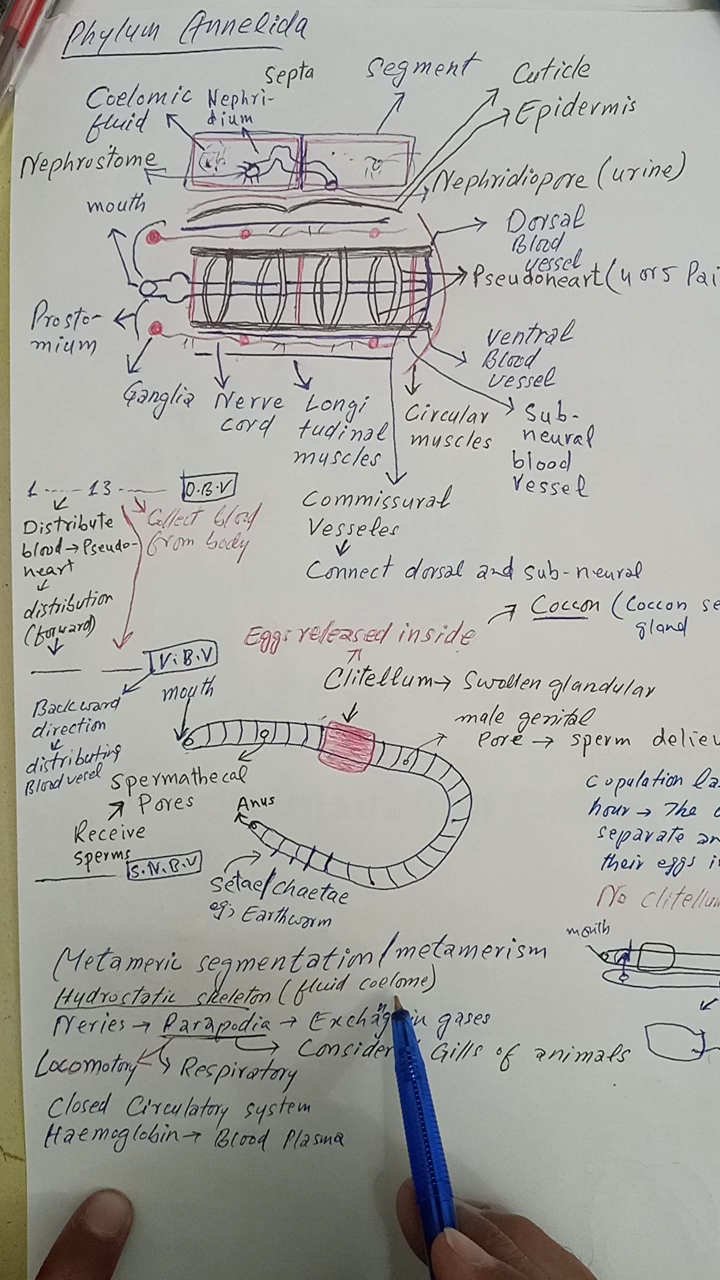 Phylum Annelida
Septa
Segment
Cuticle
Epidermis
Coelomic
fluid
Nephri-
dium
Nephrostome
Nephridiopore (urine)
mouth
Dorsal
Blood
vessel
Pseudoheart (4 or 5 Pai
Prosto-
mium
Ventral
Blood
vessel
Ganglia
Nerve
cord
Longi
tudinal
muscles
Circular
muscles
Sub-
neural
blood
vessel
1 ---- 13 ---- D.B.V
Distribute
blood → Pseudo-
heart
distribution
(forward)
Collect blood
from body
Commissural
Vesseles
Connect dorsal and sub-neural
V.B.V
Backward
direction
distributing
Blood vesel
Eggs released inside
Coccon (Coccon se
gland
Clitellum → Swollen glandular
mouth
male genital
Pore → sperm deliev
Spermathecal
Pores
Receive
sperms
S.N.B.V
Anus
Setae/chaetae
eg; Earthworm
Copulation la
hour → The
separate an
their eggs i
No clitellum
mouth
Metameric segmentation/metamerism
Hydrostatic skeleton (fluid coelome)
Neries → Parapodia → Exchang in gases
Locomotory
Respiratory
Consider Gills of animals
Closed Circulatory system
Haemoglobin → Blood Plasma